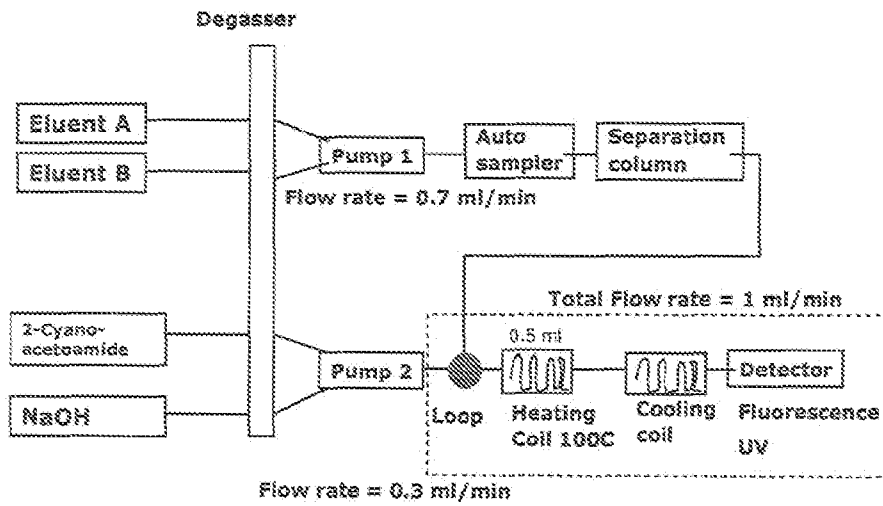 Degasser
Eluent A
Eluent B
Pump 1
Auto
sampler
Separation
column
Flow rate = 0.7 ml/min
Total Flow rate = 1 ml/min
2-Cyano-
acetoamide
NaOH
Pump 2
Loop
0.5 ml
Heating
Coil 100C
Cooling
coil
Detector
Fluorescence
UV
Flow rate = 0.3 ml/min